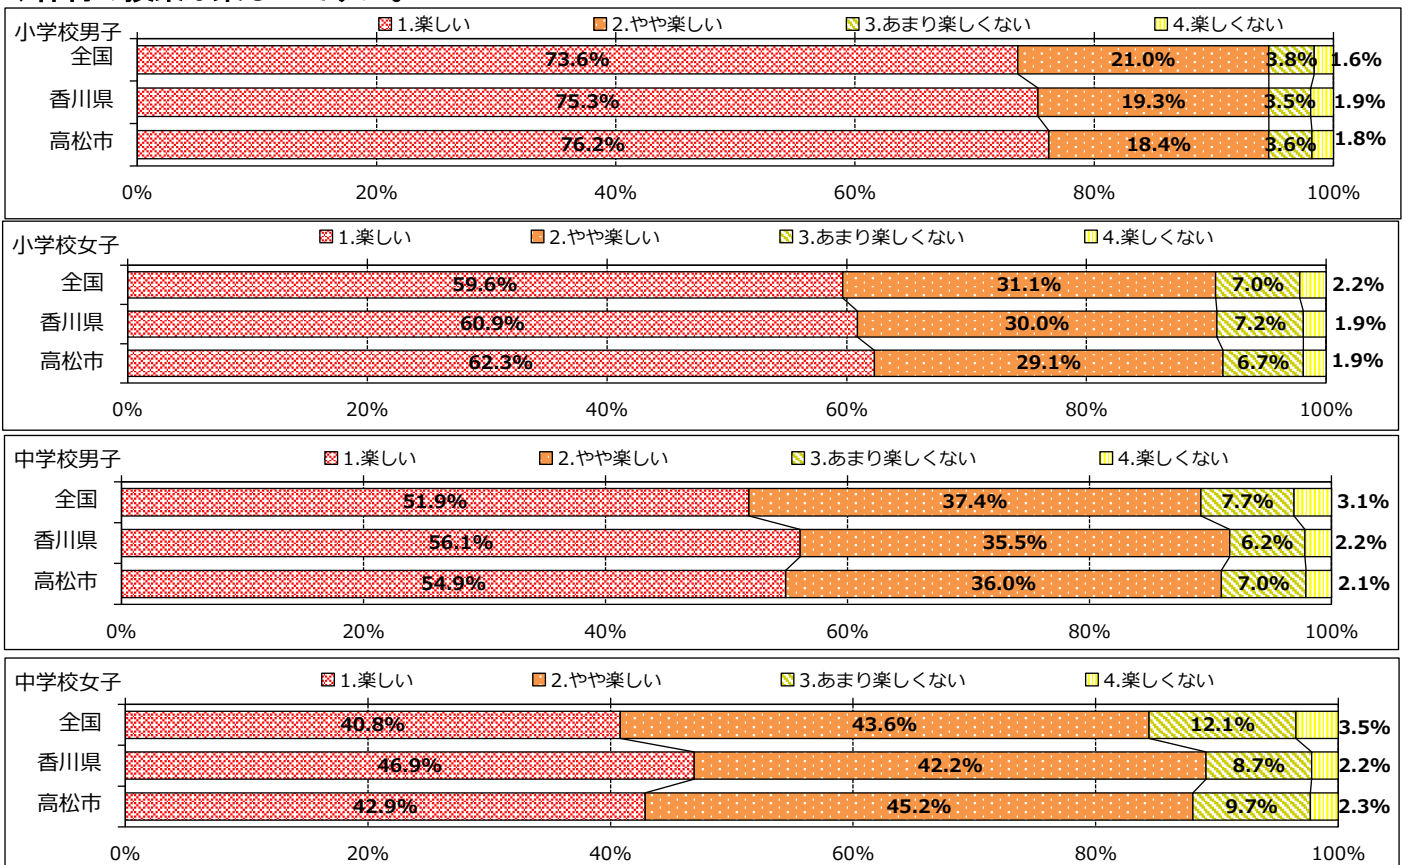 小学校男子
1.楽しい 2.やや楽しい 3.あまり楽しくない 4.楽しくない
全国 73.6% 21.0% 3.8% 1.6%
香川県 75.3% 19.3% 3.5% 1.9%
高松市 76.2% 18.4% 3.6% 1.8%
0% 20% 40% 60% 80% 100%
小学校女子
1.楽しい 2.やや楽しい 3.あまり楽しくない 4.楽しくない
全国 59.6% 31.1% 7.0% 2.2%
香川県 60.9% 30.0% 7.2% 1.9%
高松市 62.3% 29.1% 6.7% 1.9%
0% 20% 40% 60% 80% 100%
中学校男子
1.楽しい 2.やや楽しい 3.あまり楽しくない 4.楽しくない
全国 51.9% 37.4% 7.7% 3.1%
香川県 56.1% 35.5% 6.2% 2.2%
高松市 54.9% 36.0% 7.0% 2.1%
0% 20% 40% 60% 80% 100%
中学校女子
1.楽しい 2.やや楽しい 3.あまり楽しくない 4.楽しくない
全国 40.8% 43.6% 12.1% 3.5%
香川県 46.9% 42.2% 8.7% 2.2%
高松市 42.9% 45.2% 9.7% 2.3%
0% 20% 40% 60% 80% 100%